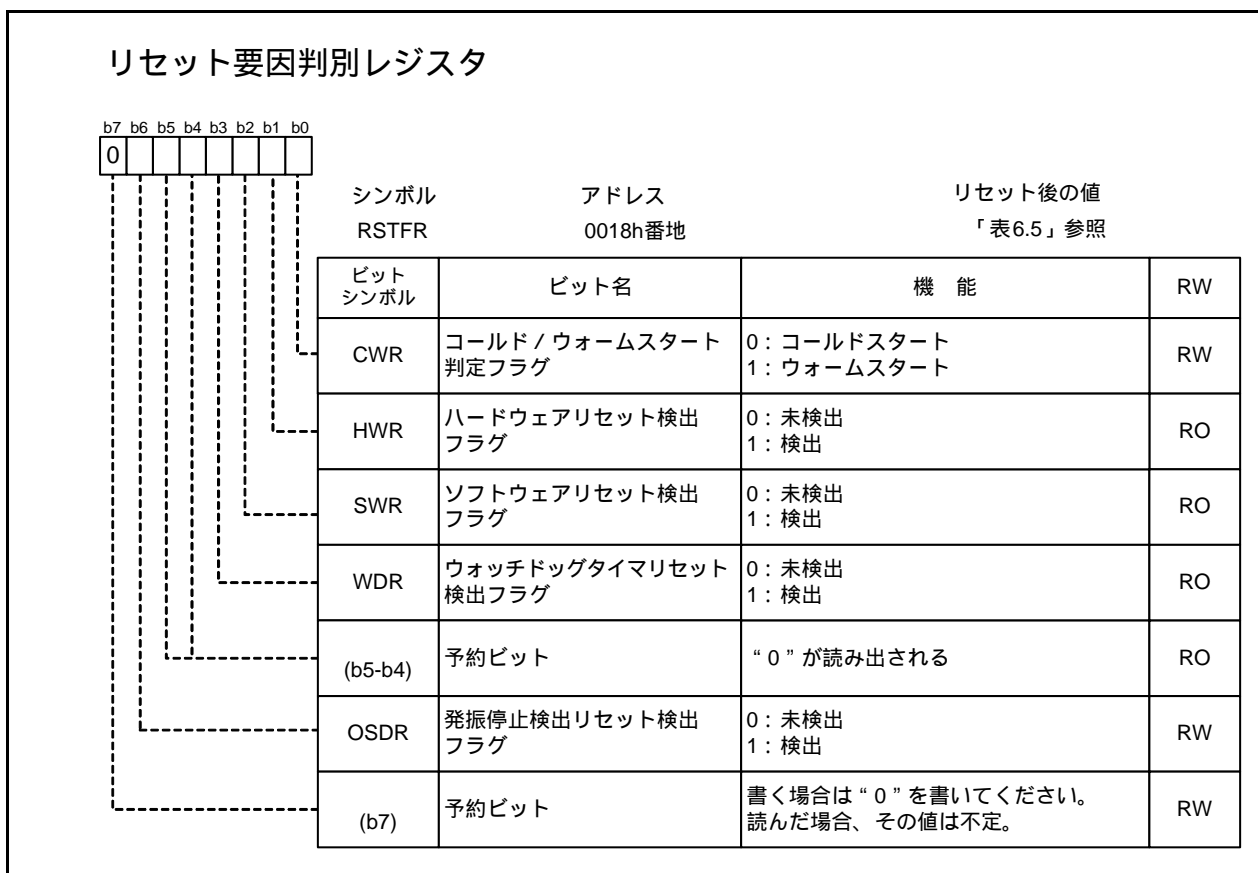 リセット要因判別レジスタ
b7 b6 b5 b4 b3 b2 b1 b0
0
シンボル アドレス リセット後の値
RSTFR 0018h番地 「表6.5」参照
ビット
シンボル
ビット名
機 能
RW
CWR
コールド / ウォームスタート
判定フラグ
0 : コールドスタート
1 : ウォームスタート
RW
HWR
ハードウェアリセット検出
フラグ
0 : 未検出
1 : 検出
RO
SWR
ソフトウェアリセット検出
フラグ
0 : 未検出
1 : 検出
RO
WDR
ウォッチドッグタイマリセット
検出フラグ
0 : 未検出
1 : 検出
RO
(b5-b4)
予約ビット
“ 0 ” が読み出される
RO
OSDR
発振停止検出リセット検出
フラグ
0 : 未検出
1 : 検出
RW
(b7)
予約ビット
書く場合は “ 0 ” を書いてください。
読んだ場合、その値は不定。
RW